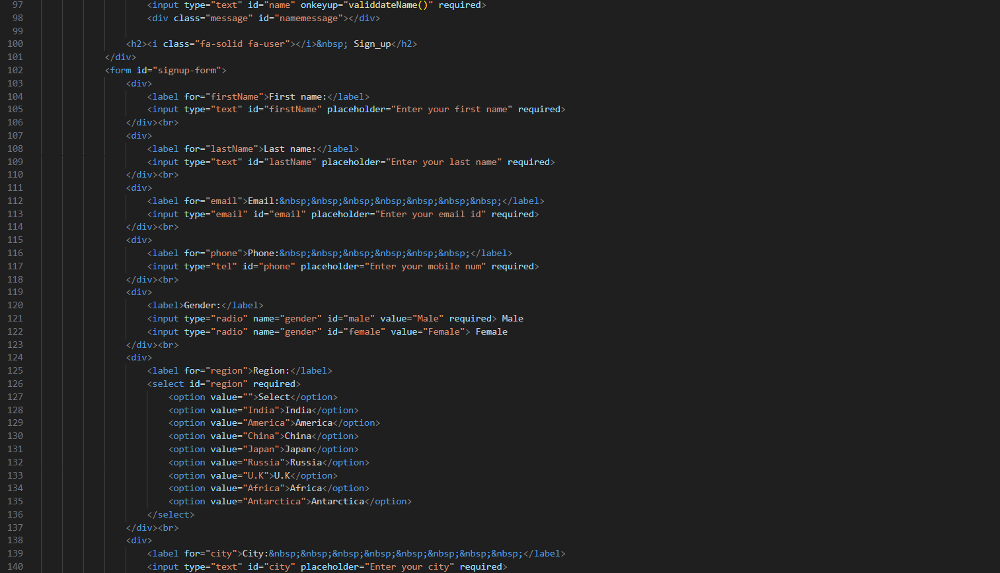 97 <input type="text" id="name" onkeyup="validdateName()" required>
98 <div class="message" id="namemessage"></div>
99
100 <h2><i class="fa-solid fa-user"></i>&nbsp; Sign_up</h2>
101 </div>
102 <form id="signup-form">
103 <div>
104 <label for="firstName">First name:</label>
105 <input type="text" id="firstName" placeholder="Enter your first name" required>
106 </div><br>
107 <div>
108 <label for="lastName">Last name:</label>
109 <input type="text" id="lastName" placeholder="Enter your last name" required>
110 </div><br>
111 <div>
112 <label for="email">Email:&nbsp;&nbsp;&nbsp;&nbsp;&nbsp;&nbsp;&nbsp;</label>
113 <input type="email" id="email" placeholder="Enter your email id" required>
114 </div><br>
115 <div>
116 <label for="phone">Phone:&nbsp;&nbsp;&nbsp;&nbsp;&nbsp;&nbsp;</label>
117 <input type="tel" id="phone" placeholder="Enter your mobile num" required>
118 </div><br>
119 <div>
120 <label>Gender:</label>
121 <input type="radio" name="gender" id="male" value="Male" required> Male
122 <input type="radio" name="gender" id="female" value="Female"> Female
123 </div><br>
124 <div>
125 <label for="region">Region:</label>
126 <select id="region" required>
127 <option value="">Select</option>
128 <option value="India">India</option>
129 <option value="America">America</option>
130 <option value="China">China</option>
131 <option value="Japan">Japan</option>
132 <option value="Russia">Russia</option>
133 <option value="U.K">U.K</option>
134 <option value="Africa">Africa</option>
135 <option value="Antarctica">Antarctica</option>
136 </select>
137 </div><br>
138 <div>
139 <label for="city">City:&nbsp;&nbsp;&nbsp;&nbsp;&nbsp;&nbsp;&nbsp;&nbsp;</label>
140 <input type="text" id="city" placeholder="Enter your city" required>